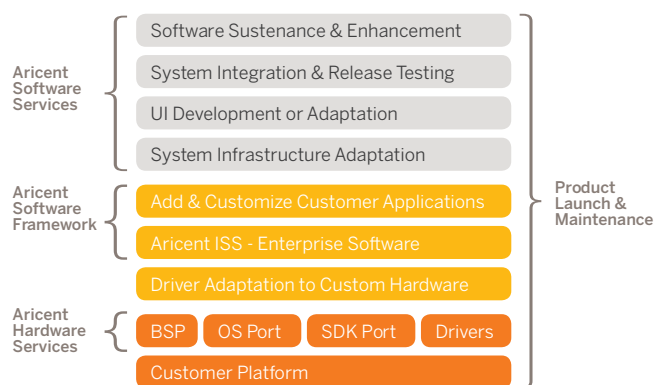 Aricent
Software
Services
Software Sustenance & Enhancement
System Integration & Release Testing
UI Development or Adaptation
System Infrastructure Adaptation
Aricent
Software
Framework
Add & Customize Customer Applications
Aricent ISS - Enterprise Software
Driver Adaptation to Custom Hardware
Aricent
Hardware
Services
BSP
OS Port
SDK Port
Drivers
Customer Platform
Product
Launch &
Maintenance